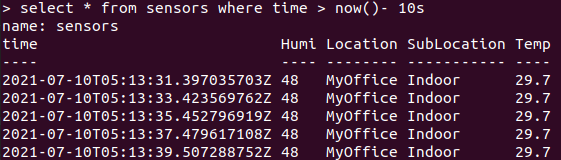 > select * from sensors where time > now()- 10s
name: sensors
time                           Humi Location SubLocation Temp
----                           ---- -------- ----------- ----
2021-07-10T05:13:31.397035703Z 48   MyOffice Indoor      29.7
2021-07-10T05:13:33.423569762Z 48   MyOffice Indoor      29.7
2021-07-10T05:13:35.452796919Z 48   MyOffice Indoor      29.7
2021-07-10T05:13:37.479617108Z 48   MyOffice Indoor      29.7
2021-07-10T05:13:39.507288752Z 48   MyOffice Indoor      29.7